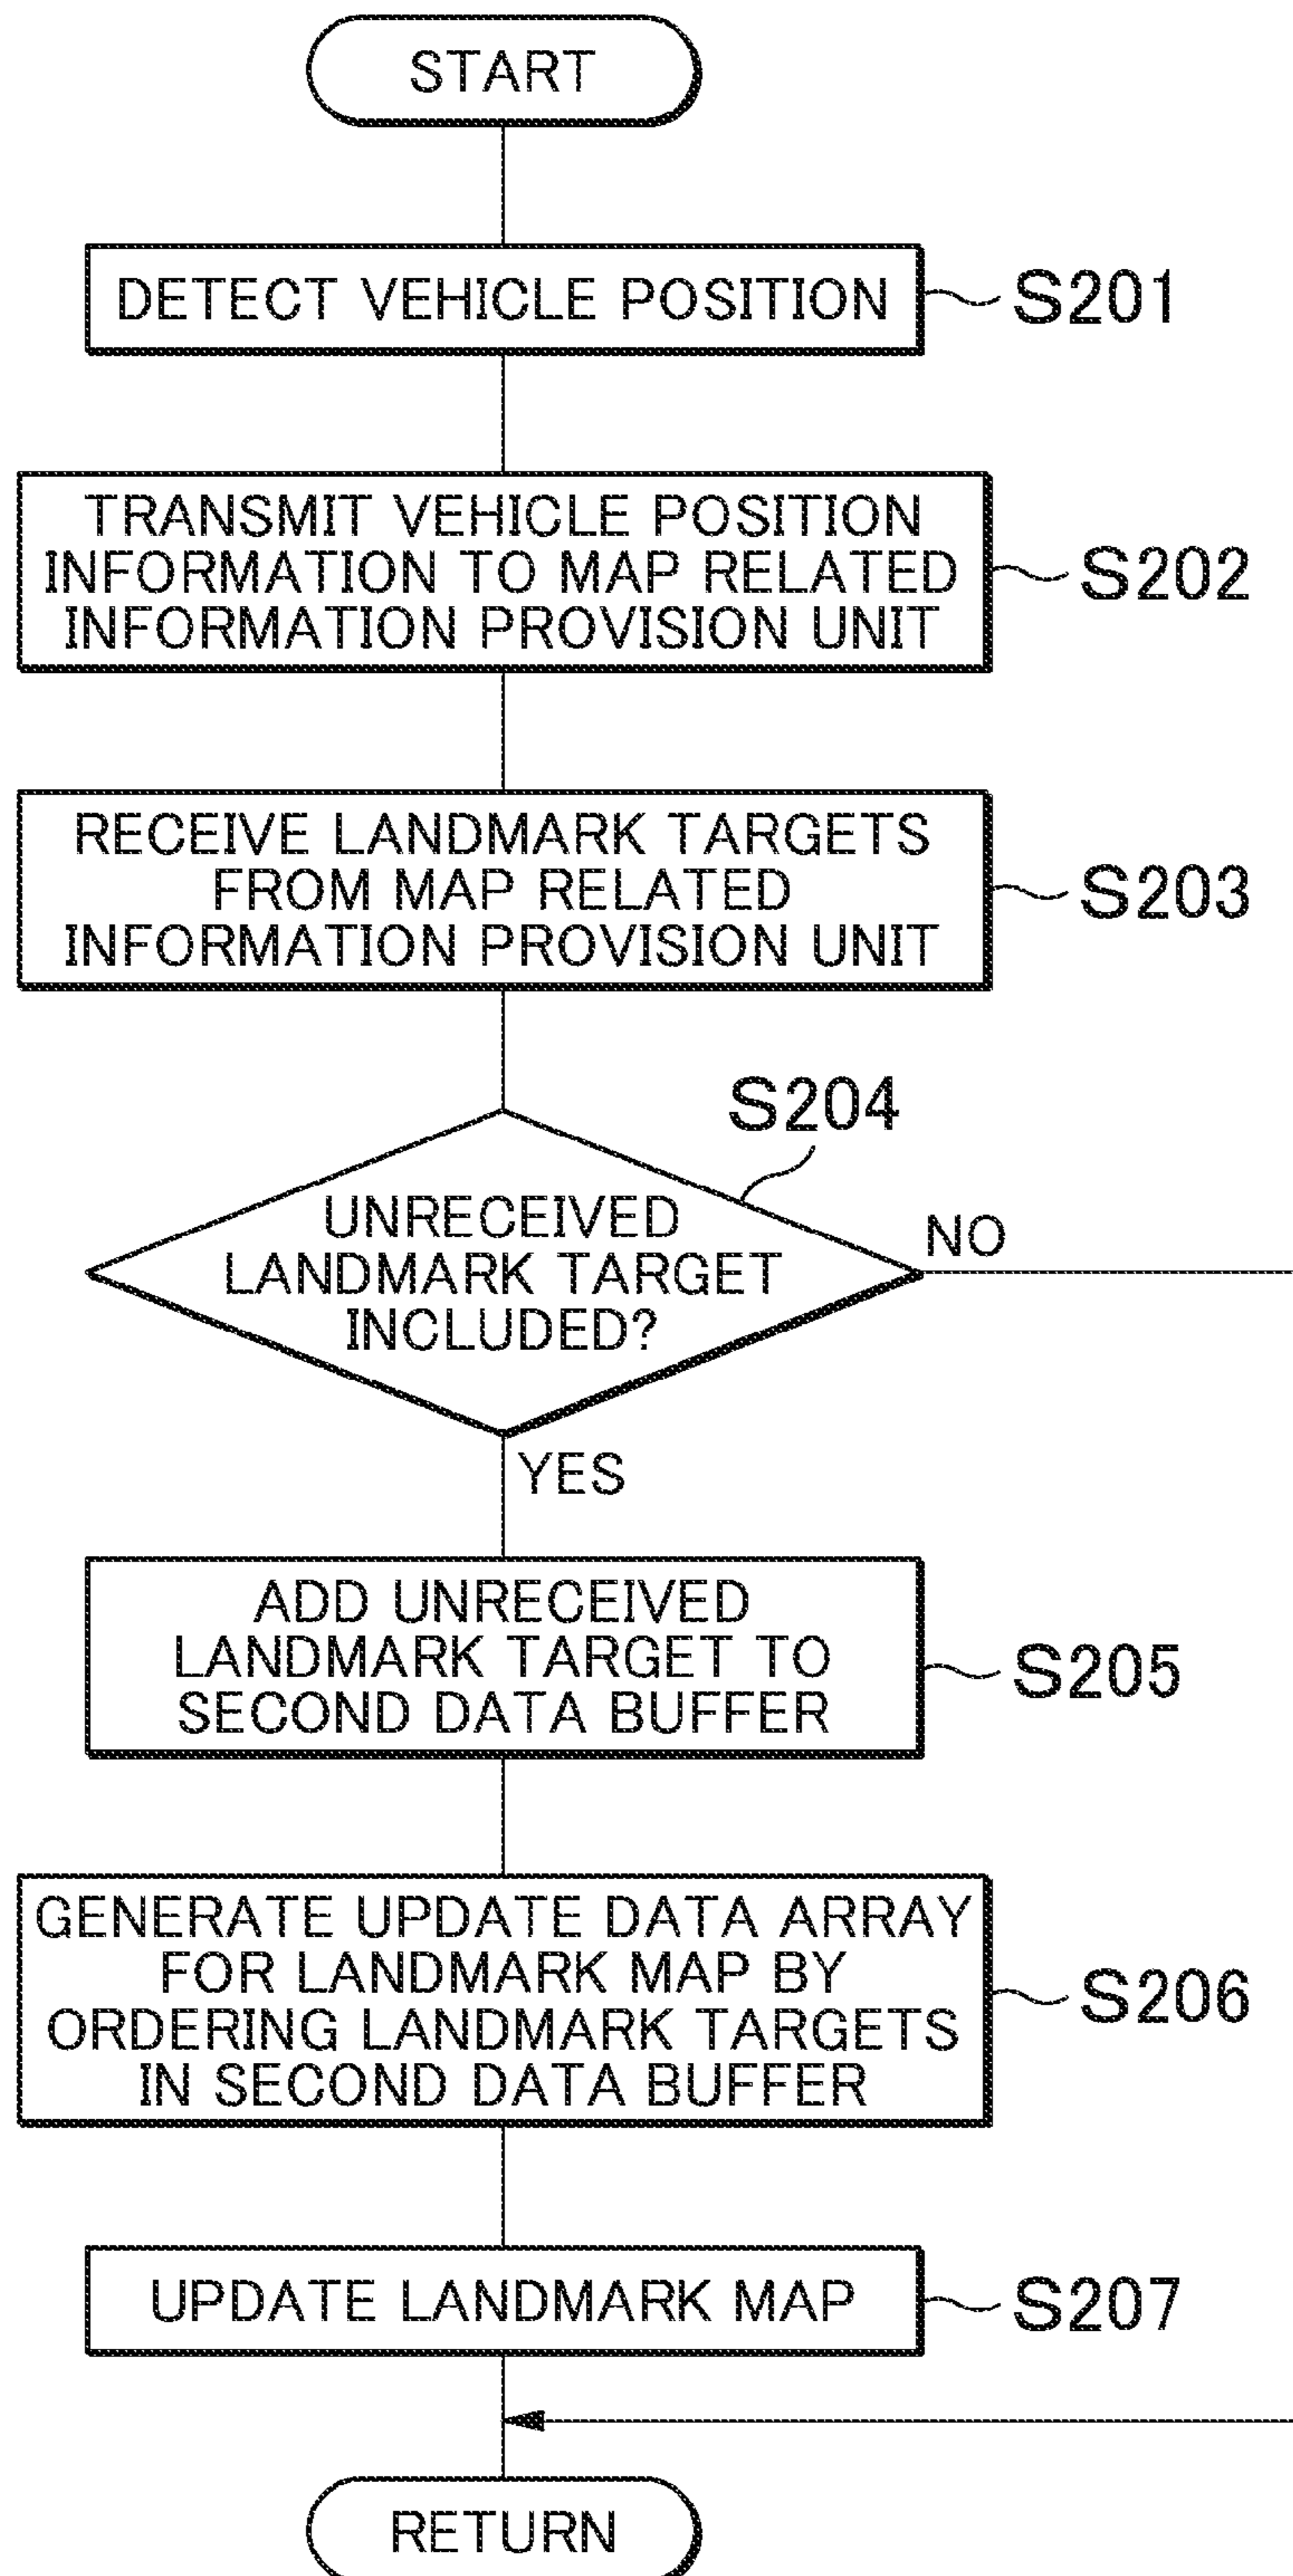 START
DETECT VEHICLE POSITION
S201
TRANSMIT VEHICLE POSITION
INFORMATION TO MAP RELATED
INFORMATION PROVISION UNIT
S202
RECEIVE LANDMARK TARGETS
FROM MAP RELATED
INFORMATION PROVISION UNIT
S203
S204
UNRECEIVED
LANDMARK TARGET
INCLUDED?
NO
YES
ADD UNRECEIVED
LANDMARK TARGET TO
SECOND DATA BUFFER
S205
GENERATE UPDATE DATA ARRAY
FOR LANDMARK MAP BY
ORDERING LANDMARK TARGETS
IN SECOND DATA BUFFER
S206
UPDATE LANDMARK MAP
S207
RETURN